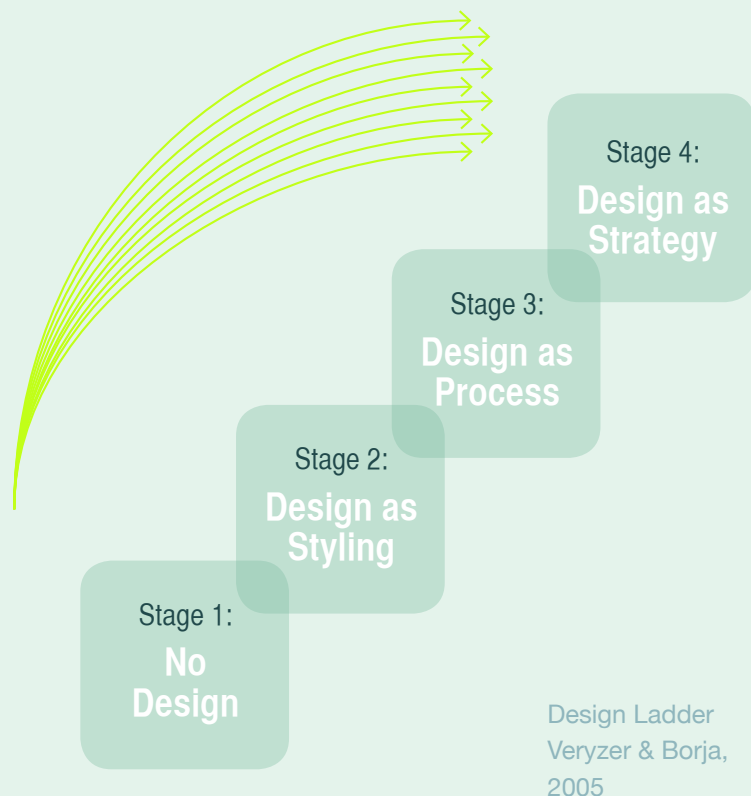 Stage 4:
Design as
Strategy
Stage 3:
Design as
Process
Stage 2:
Design as
Styling
Stage 1:
No
Design
Design Ladder
Veryzer & Borja,
2005